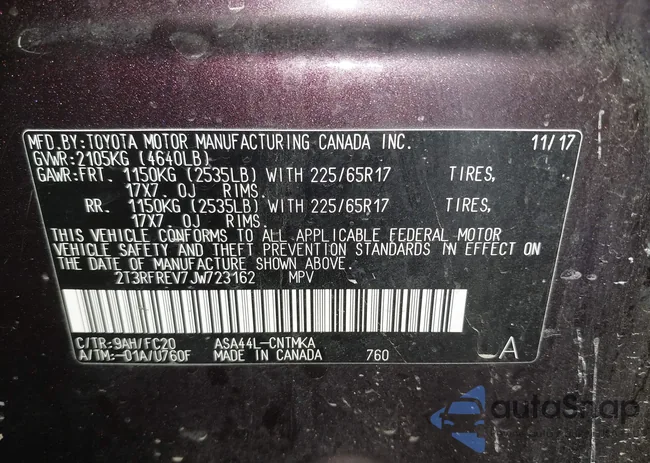 MFD.BY:TOYOTA MOTOR MANUFACTURING CANADA INC. 11/17
GVWR:2105KG (4640LB)
GAWR:FRT. 1150KG (2535LB) WITH 225/65R17 TIRES,
17X7. 0J RIMS.
RR. 1150KG (2535LB) WITH 225/65R17 TIRES,
17X7. 0J RIMS.
THIS VEHICLE CONFORMS TO ALL APPLICABLE FEDERAL MOTOR
VEHICLE SAFETY AND THEFT PREVENTION STANDARDS IN EFFECT ON
THE DATE OF MANUFACTURE SHOWN ABOVE.
2T3RFREV7JW723162 MPV
C/TR:9AH/FC20 ASA44L-CNTMKA
A/TM:-01A/U760F MADE IN CANADA 760 A
autoSnap